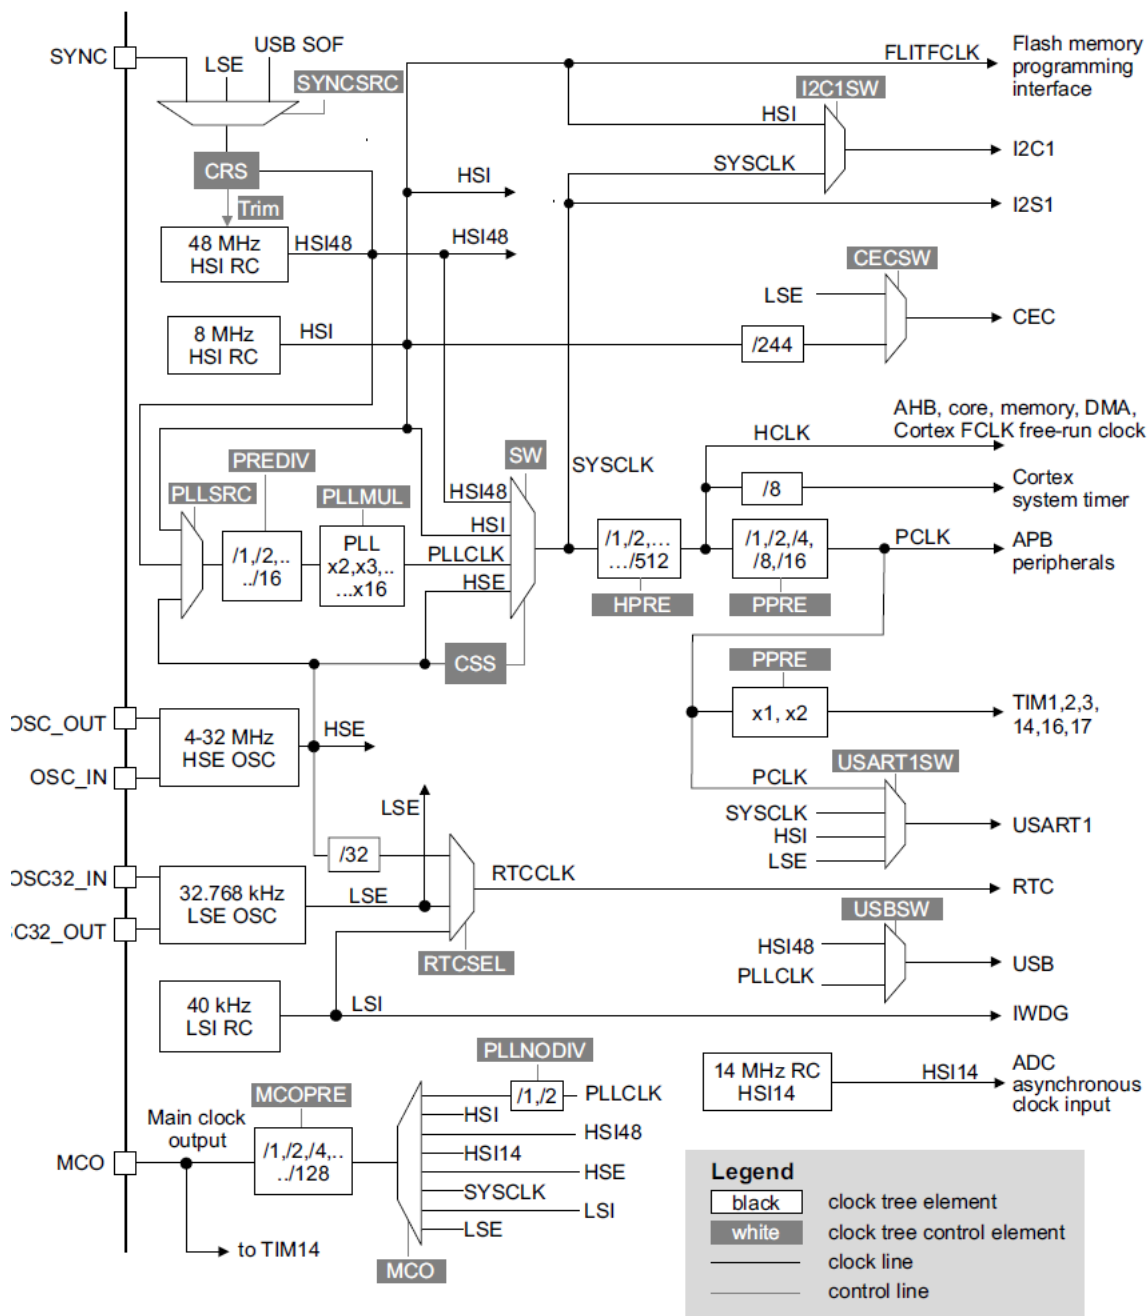 SYNC
USB SOF
LSE
SYNCSRC
CRS
Trim
48 MHz
HSI RC
HSI48
8 MHz
HSI RC
HSI
HSI
HSI48
FLITFCLK
Flash memory
programming
interface
I2C1SW
HSI
SYSCLK
I2C1
I2S1
CECSW
LSE
/244
CEC
AHB, core, memory, DMA,
Cortex FCLK free-run clock
HCLK
/8
Cortex
system timer
PLLSRC
PREDIV
/1,/2,..
../16
PLLMUL
PLL
x2,x3,..
...x16
SW
HSI48
HSI
PLLCLK
HSE
SYSCLK
/1,/2,...
.../512
HPRE
/1,/2,/4,
/8,/16
PPRE
PCLK
APB
peripherals
CSS
PPRE
x1, x2
TIM1,2,3,
14,16,17
OSC_OUT
OSC_IN
4-32 MHz
HSE OSC
HSE
USART1SW
PCLK
SYSCLK
HSI
LSE
USART1
LSE
/32
RTCCLK
RTC
OSC32_IN
C32_OUT
32.768 kHz
LSE OSC
LSE
RTCSEL
USBSW
HSI48
PLLCLK
USB
40 kHz
LSI RC
LSI
IWDG
14 MHz RC
HSI14
HSI14
ADC
asynchronous
clock input
PLLNODIV
/1,/2
PLLCLK
HSI
HSI48
HSI14
HSE
SYSCLK
LSI
LSE
MCO
MCOPRE
/1,/2,/4,..
../128
Main clock
output
MCO
to TIM14
Legend
black clock tree element
white clock tree control element
clock line
control line